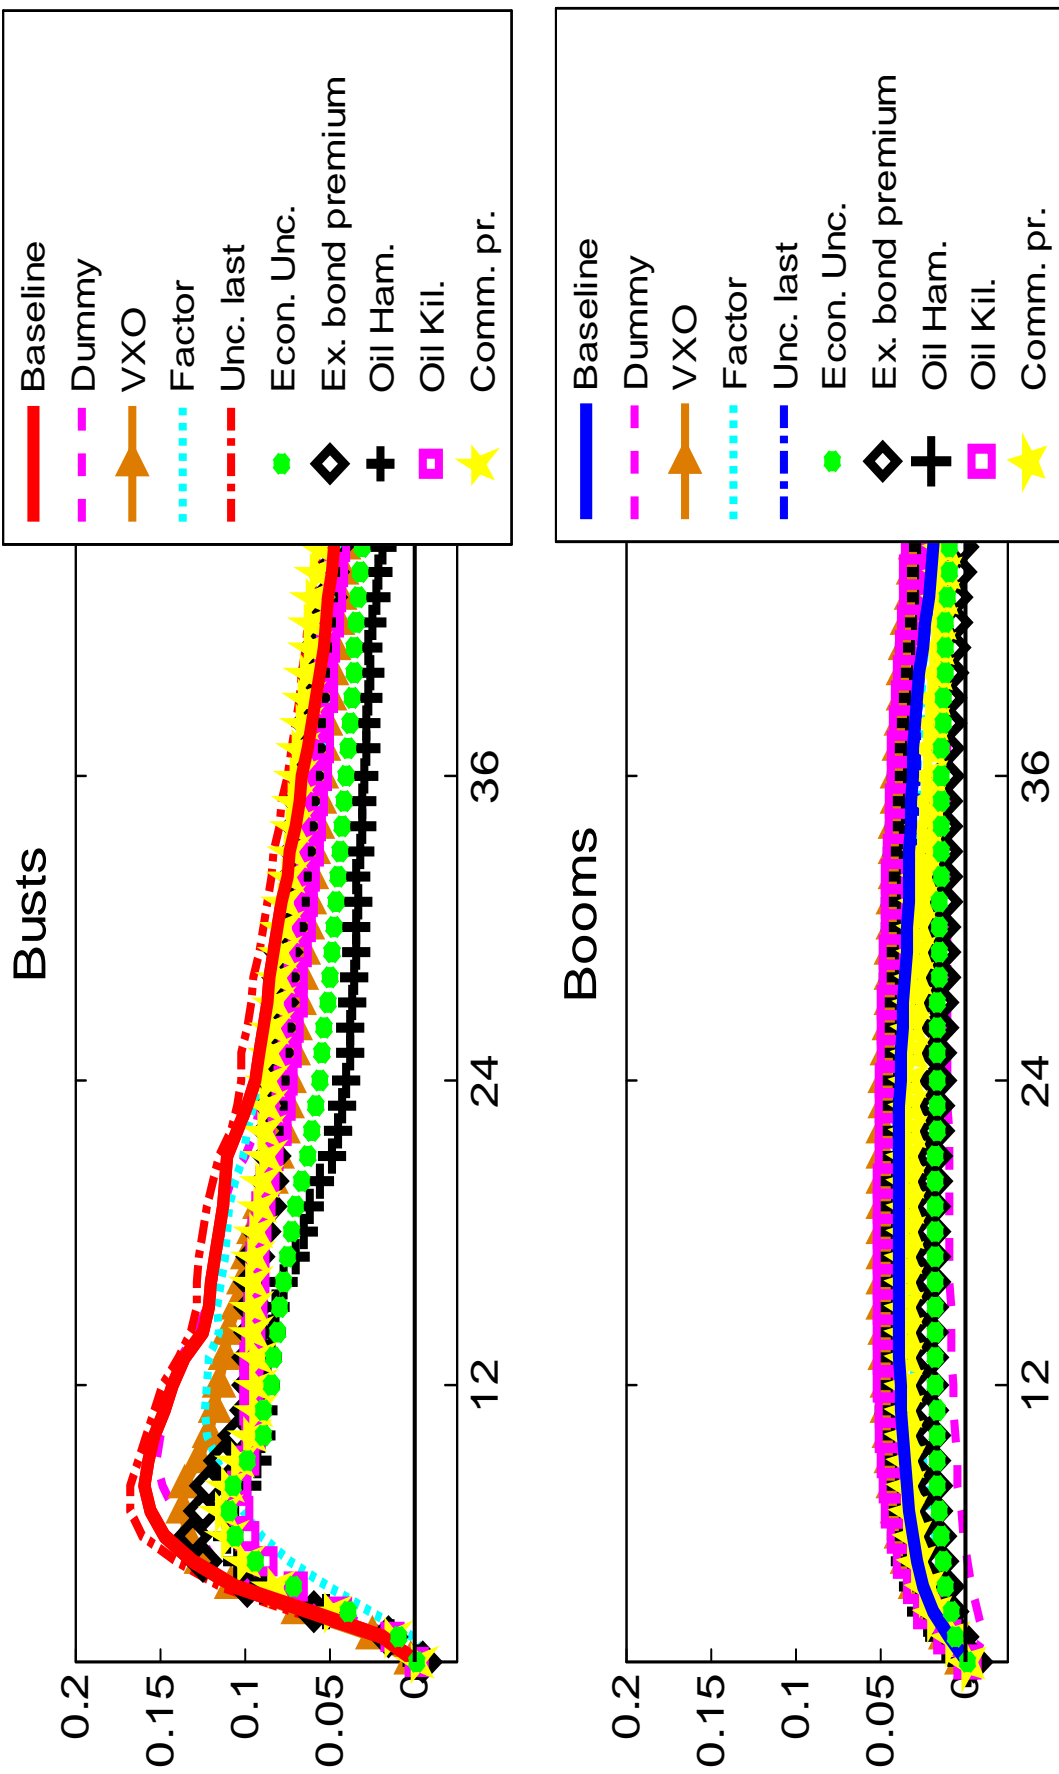 Busts
0.2
0.15
0.1
0.05
0
12
24
36
Baseline
Dummy
VXO
Factor
Unc. last
Econ. Unc.
Ex. bond premium
Oil Ham.
Oil Kil.
Comm. pr.
Booms
0.2
0.15
0.1
0.05
0
12
24
36
Baseline
Dummy
VXO
Factor
Unc. last
Econ. Unc.
Ex. bond premium
Oil Ham.
Oil Kil.
Comm. pr.